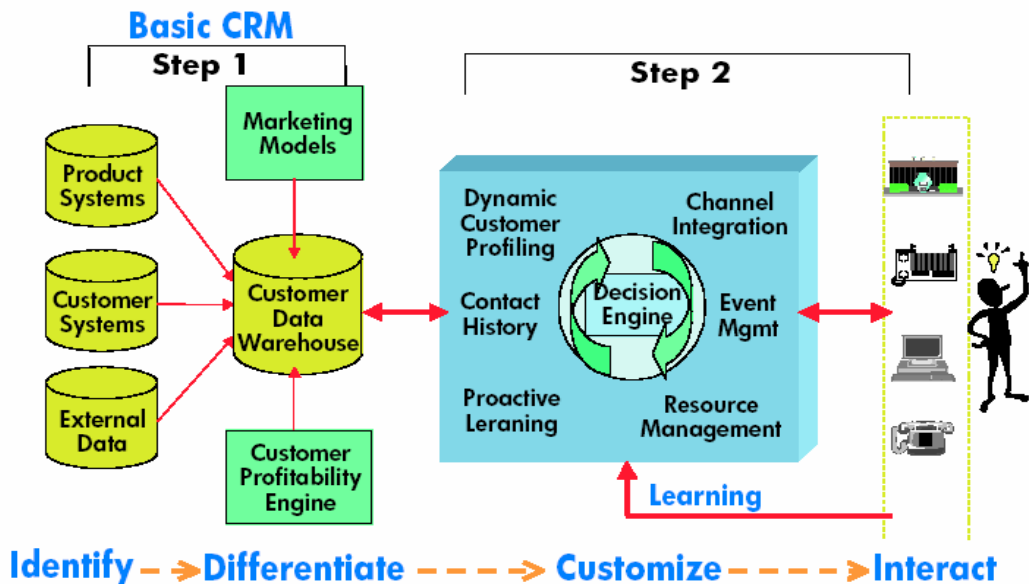 Basic CRM
Step 1
Step 2
Marketing
Models
Product
Systems
Customer
Systems
External
Data
Customer
Data
Warehouse
Customer
Profitability
Engine
Dynamic
Customer
Profiling
Channel
Integration
Contact
History
Decision
Engine
Event
Mgmt
Proactive
Leraning
Resource
Management
Learning
Identify
Differentiate
Customize
Interact